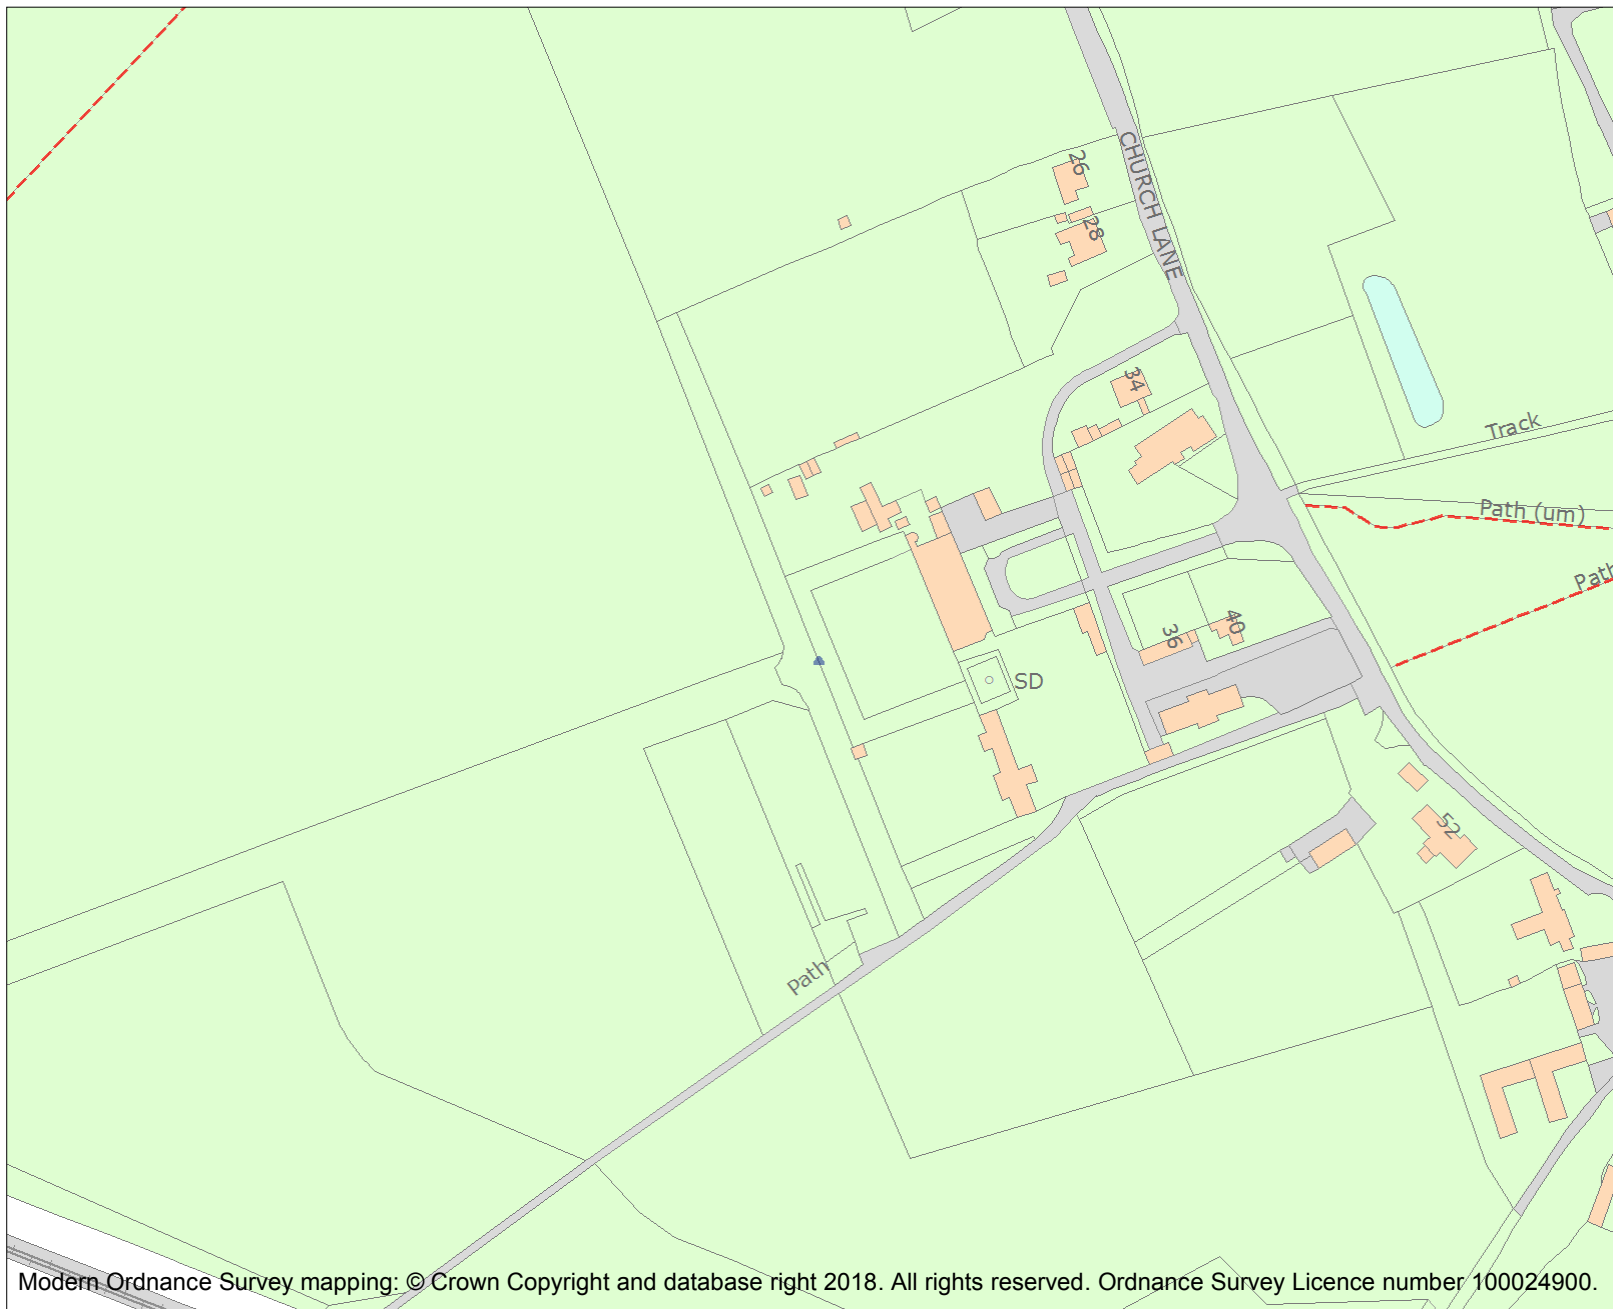 26
CHURCH LANE
28
34
Track
Path (um)
Path
36
40
SD
52
Path
Modern Ordnance Survey mapping: © Crown Copyright and database right 2018. All rights reserved. Ordnance Survey Licence number 100024900.